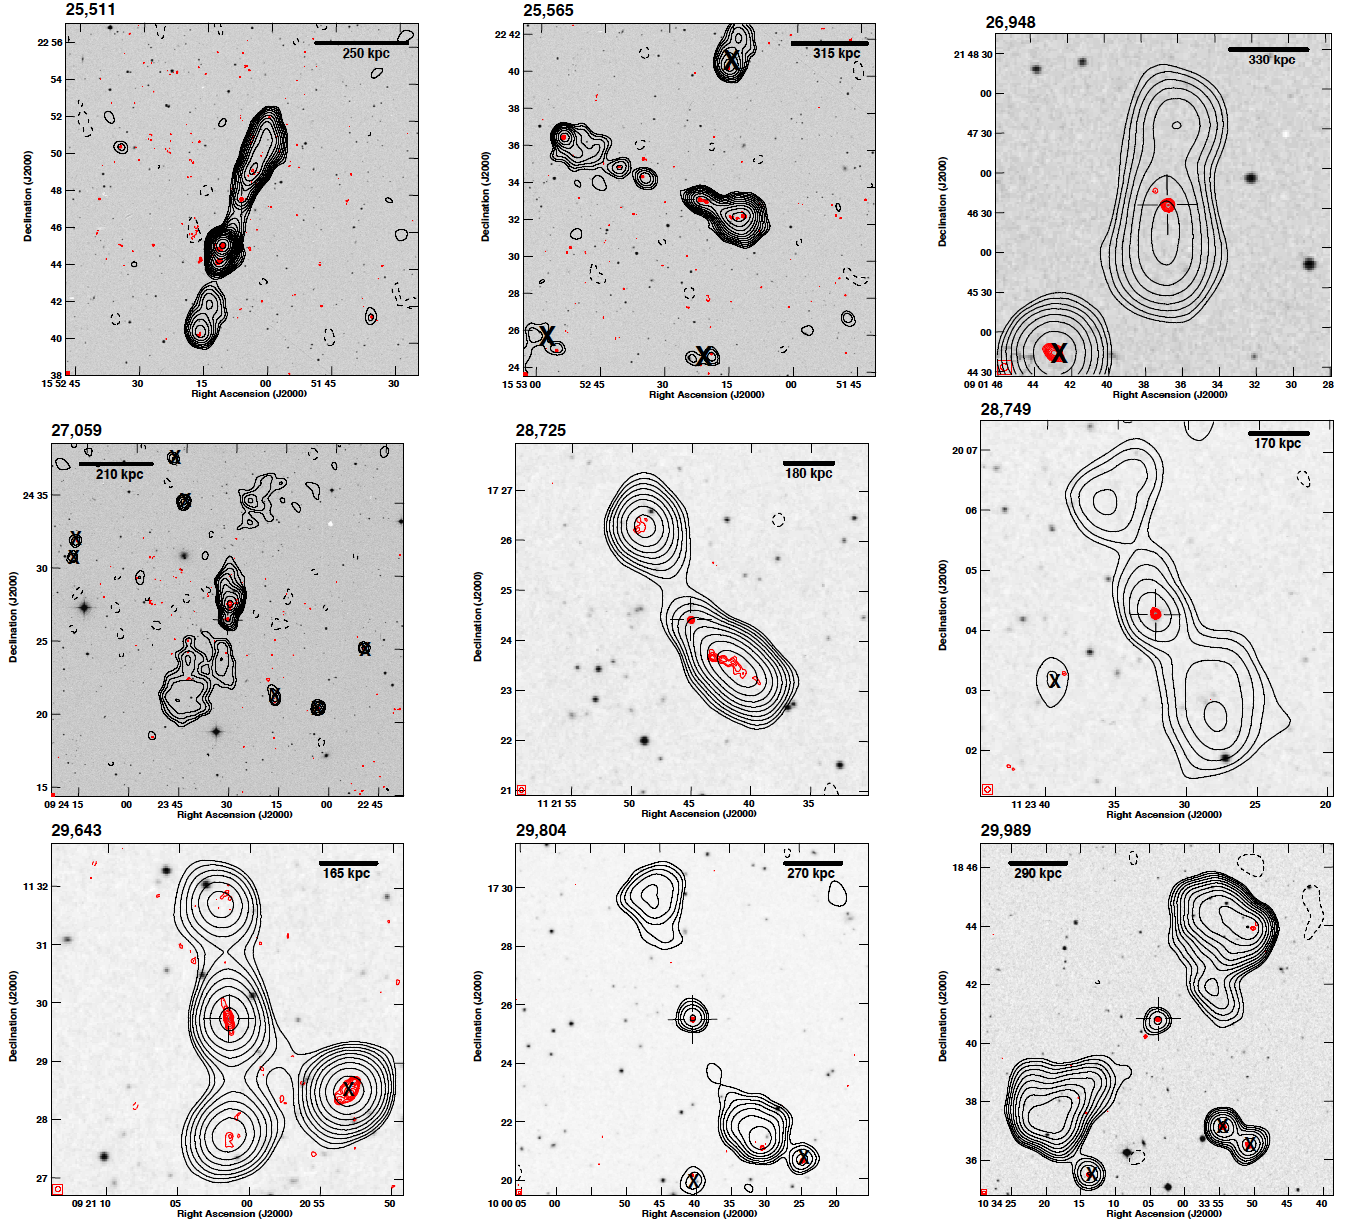 25,511
250 kpc
22 56
54
52
50
48
46
44
42
40
38
Declination (J2000)
15 52 45
30
15
00
51 45
30
Right Ascension (J2000)
25,565
315 kpc
22 42
40
38
36
34
32
30
28
26
24
Declination (J2000)
X
X
X
15 53 00
52 45
30
15
00
51 45
Right Ascension (J2000)
26,948
330 kpc
21 48 30
00
47 30
00
46 30
00
45 30
00
44 30
Declination (J2000)
X
09 01 46
44
42
40
38
36
34
32
30
28
Right Ascension (J2000)
27,059
210 kpc
24 35
30
25
20
15
Declination (J2000)
X
X
X
X
X
X
X
09 24 15
00
23 45
30
15
00
22 45
Right Ascension (J2000)
28,725
180 kpc
17 27
26
25
24
23
22
21
Declination (J2000)
11 21 55
50
45
40
35
Right Ascension (J2000)
28,749
170 kpc
20 07
06
05
04
03
02
Declination (J2000)
X
11 23 40
35
30
25
20
Right Ascension (J2000)
29,643
165 kpc
11 32
31
30
29
28
27
Declination (J2000)
X
09 21 10
05
00
20 55
50
Right Ascension (J2000)
29,804
270 kpc
17 30
28
26
24
22
20
Declination (J2000)
X
X
10 00 05
00
59 55
50
45
40
35
30
25
20
Right Ascension (J2000)
29,989
290 kpc
18 46
44
42
40
38
36
Declination (J2000)
X
X
X
10 34 25
20
15
10
05
00
33 55
50
45
40
Right Ascension (J2000)